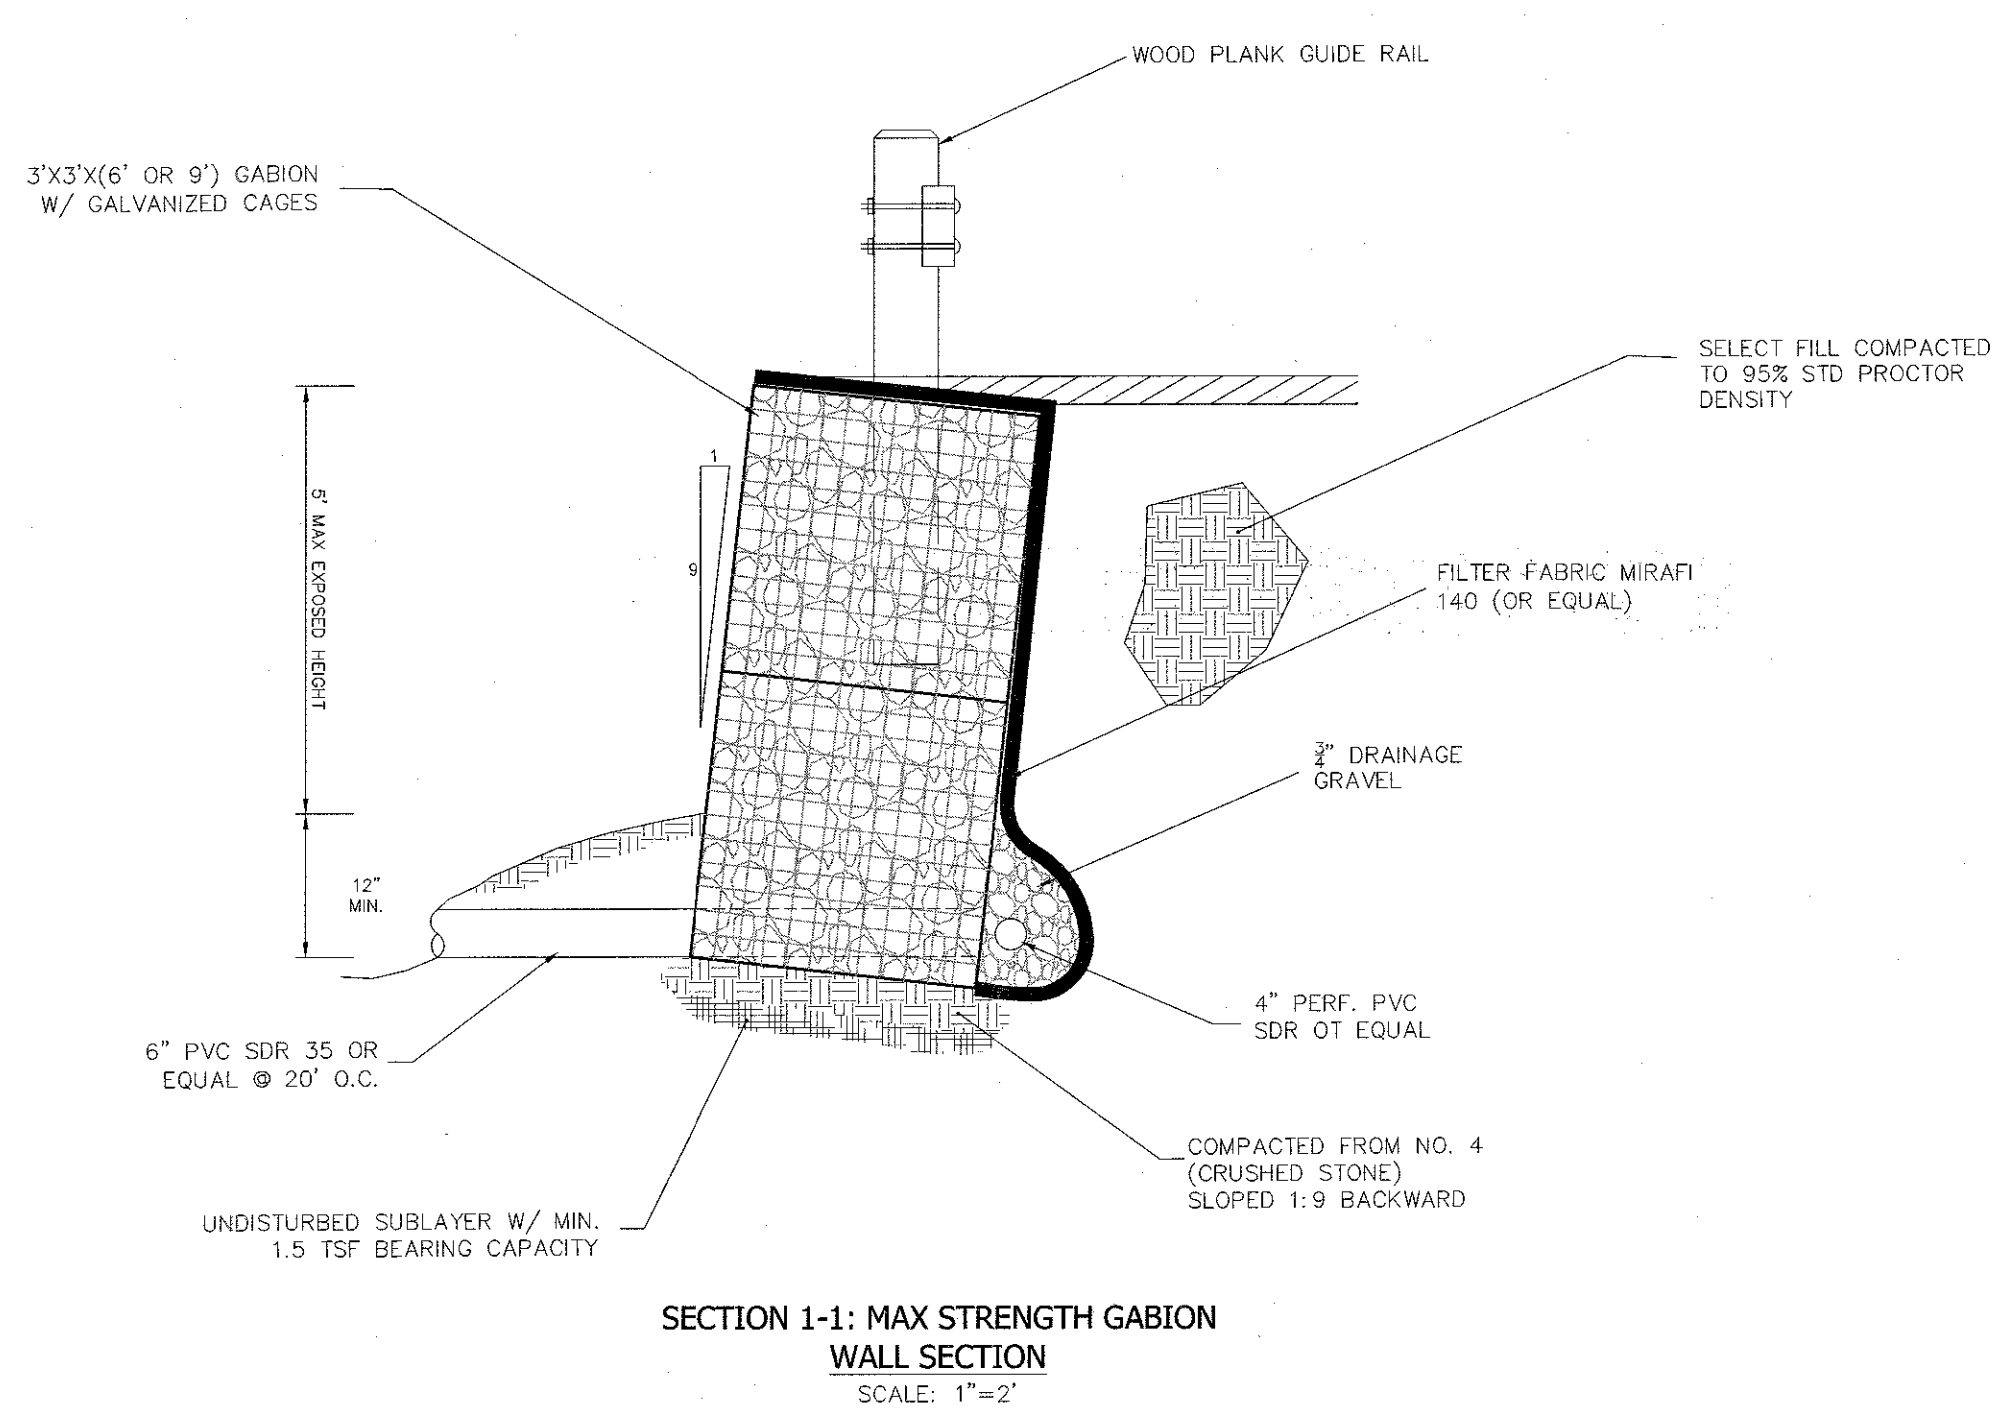 WOOD PLANK GUIDE RAIL
3'X3'X(6' OR 9') GABION
W/ GALVANIZED CAGES
SELECT FILL COMPACTED
TO 95% STD PROCTOR
DENSITY
1
9
5' MAX EXPOSED HEIGHT
FILTER FABRIC MIRAFI
140 (OR EQUAL)
3/4" DRAINAGE
GRAVEL
12"
MIN.
4" PERF. PVC
SDR OT EQUAL
6" PVC SDR 35 OR
EQUAL @ 20' O.C.
COMPACTED FROM NO. 4
(CRUSHED STONE)
SLOPED 1:9 BACKWARD
UNDISTURBED SUBLAYER W/ MIN.
1.5 TSF BEARING CAPACITY
SECTION 1-1: MAX STRENGTH GABION
WALL SECTION
SCALE: 1"=2'